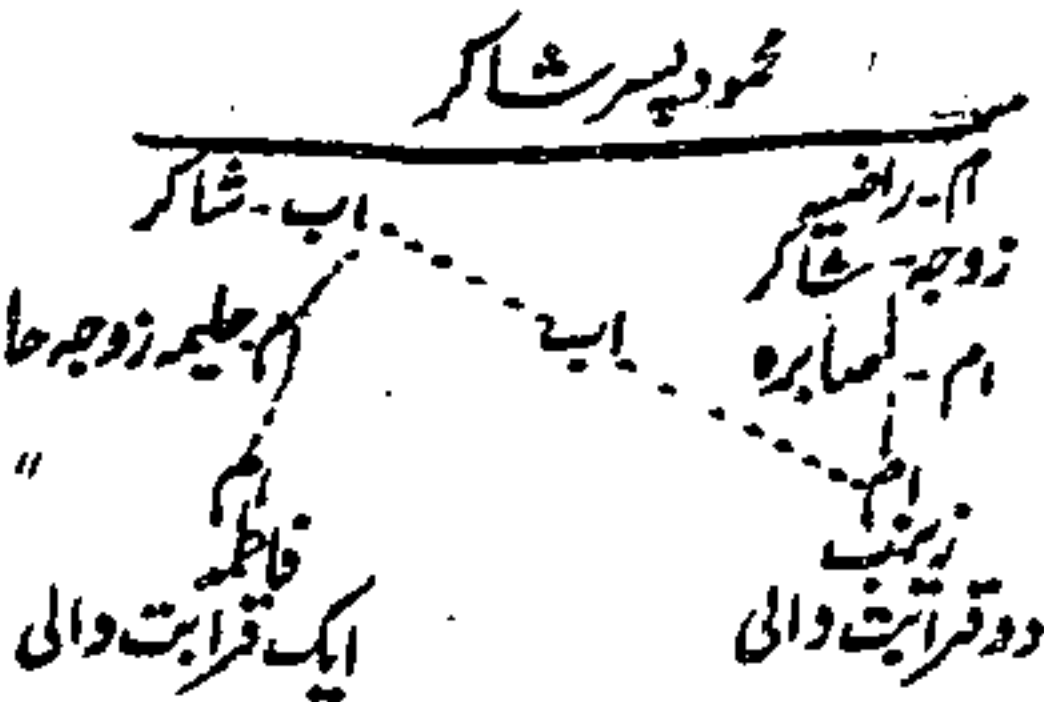 محمود پسر شاکر
ام - راضیہ اب - شاکر
زوجہ - شاکر
ام - صابرہ اب ام حلیمہ زوجہ حا
ام ام "
زینب فاطمہ
دو قرابت والی ایک قرابت والی